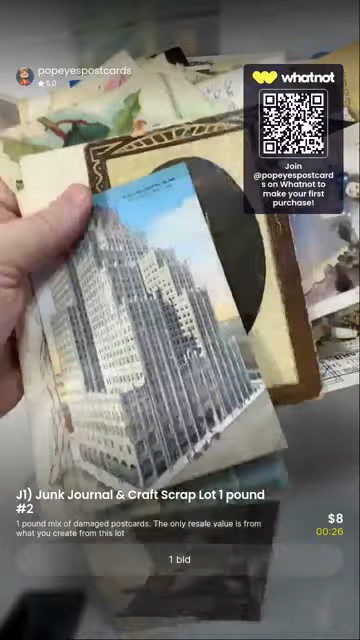 popeyespostcards
★ 5.0
whatnot
Join
@popeyespostcard
s on Whatnot to
make your first
purchase!
J1) Junk Journal & Craft Scrap Lot 1 pound
#2
1 pound mix of damaged postcards. The only resale value is from
what you create from this lot
$8
00:26
1 bid